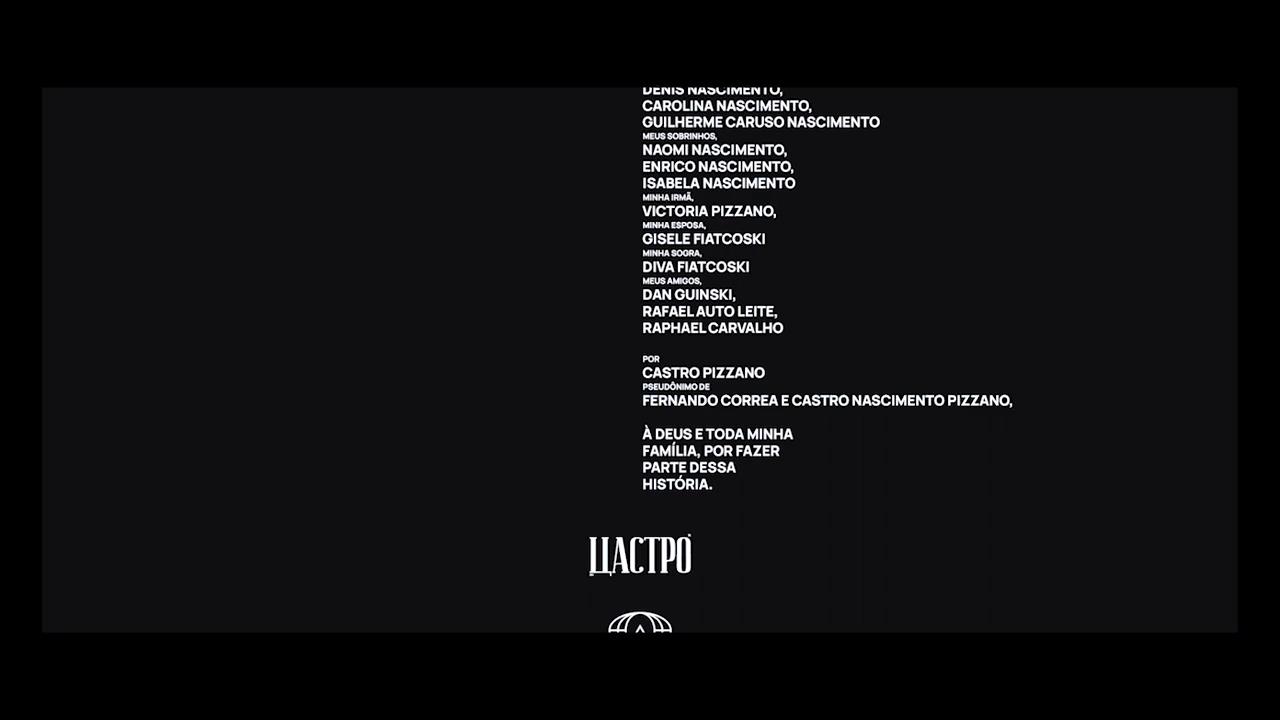 DENIS NASCIMENTO,
CAROLINA NASCIMENTO,
GUILHERME CARUSO NASCIMENTO
MEUS SOBRINHOS,
NAOMI NASCIMENTO,
ENRICO NASCIMENTO,
ISABELA NASCIMENTO
MINHA IRMÃ,
VICTORIA PIZZANO,
MINHA ESPOSA,
GISELE FIATCOSKI
MINHA SOGRA,
DIVA FIATCOSKI
MEUS AMIGOS,
DAN GUINSKI,
RAFAEL AUTO LEITE,
RAPHAEL CARVALHO
POR
CASTRO PIZZANO
PSEUDÔNIMO DE
FERNANDO CORREA E CASTRO NASCIMENTO PIZZANO,
À DEUS E TODA MINHA
FAMÍLIA, POR FAZER
PARTE DESSA
HISTÓRIA.
ЦАСТРО